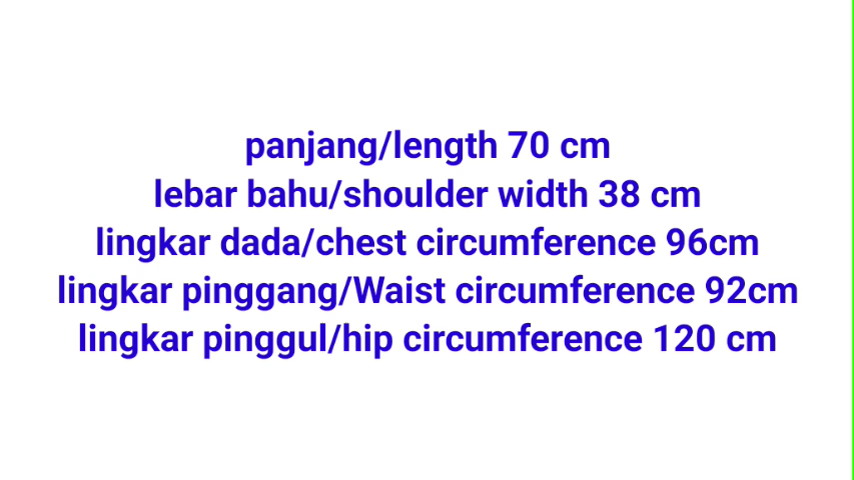 panjang/length 70 cm
lebar bahu/shoulder width 38 cm
lingkar dada/chest circumference 96cm
lingkar pinggang/Waist circumference 92cm
lingkar pinggul/hip circumference 120 cm